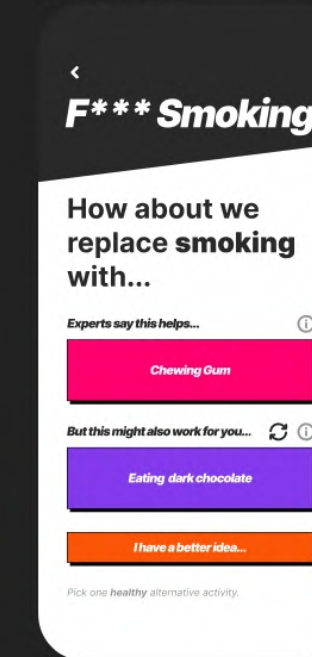 F*** Smoking
How about we
replace smoking
with...
Experts say this helps...
Chewing Gum
But this might also work for you...
Eating dark chocolate
I have a better idea...
Pick one healthy alternative activity.